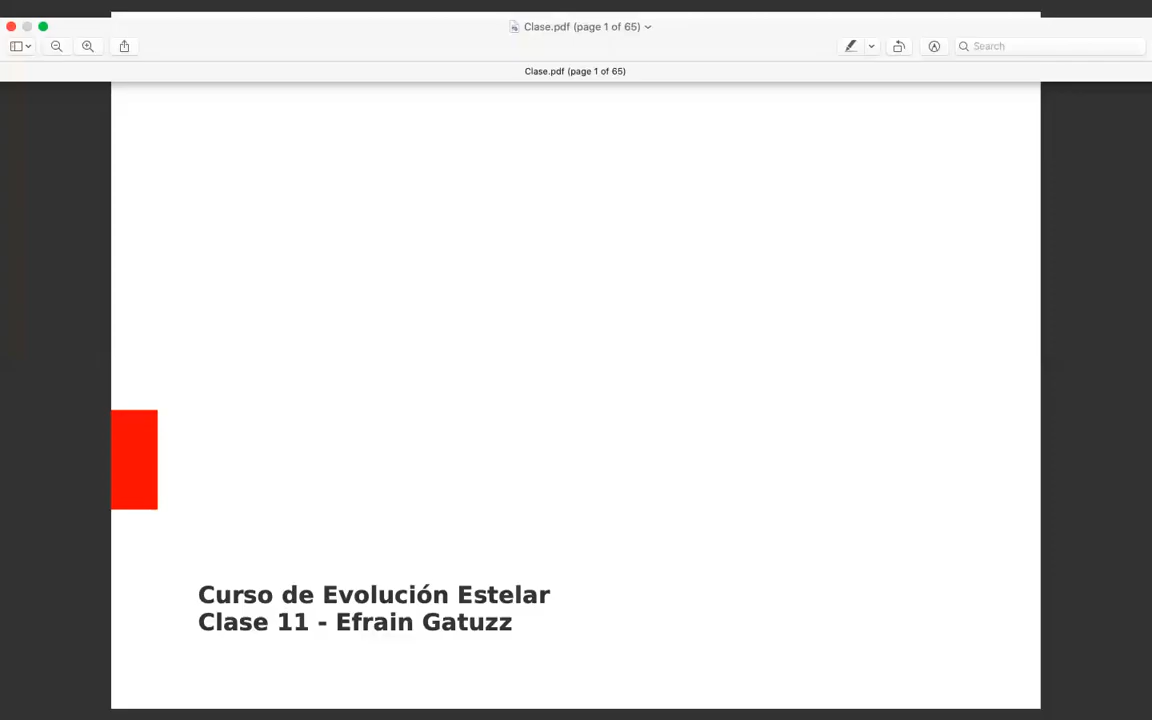 Clase.pdf (page 1 of 65)
Search
Clase.pdf (page 1 of 65)
Curso de Evolución Estelar
Clase 11 - Efrain Gatuzz